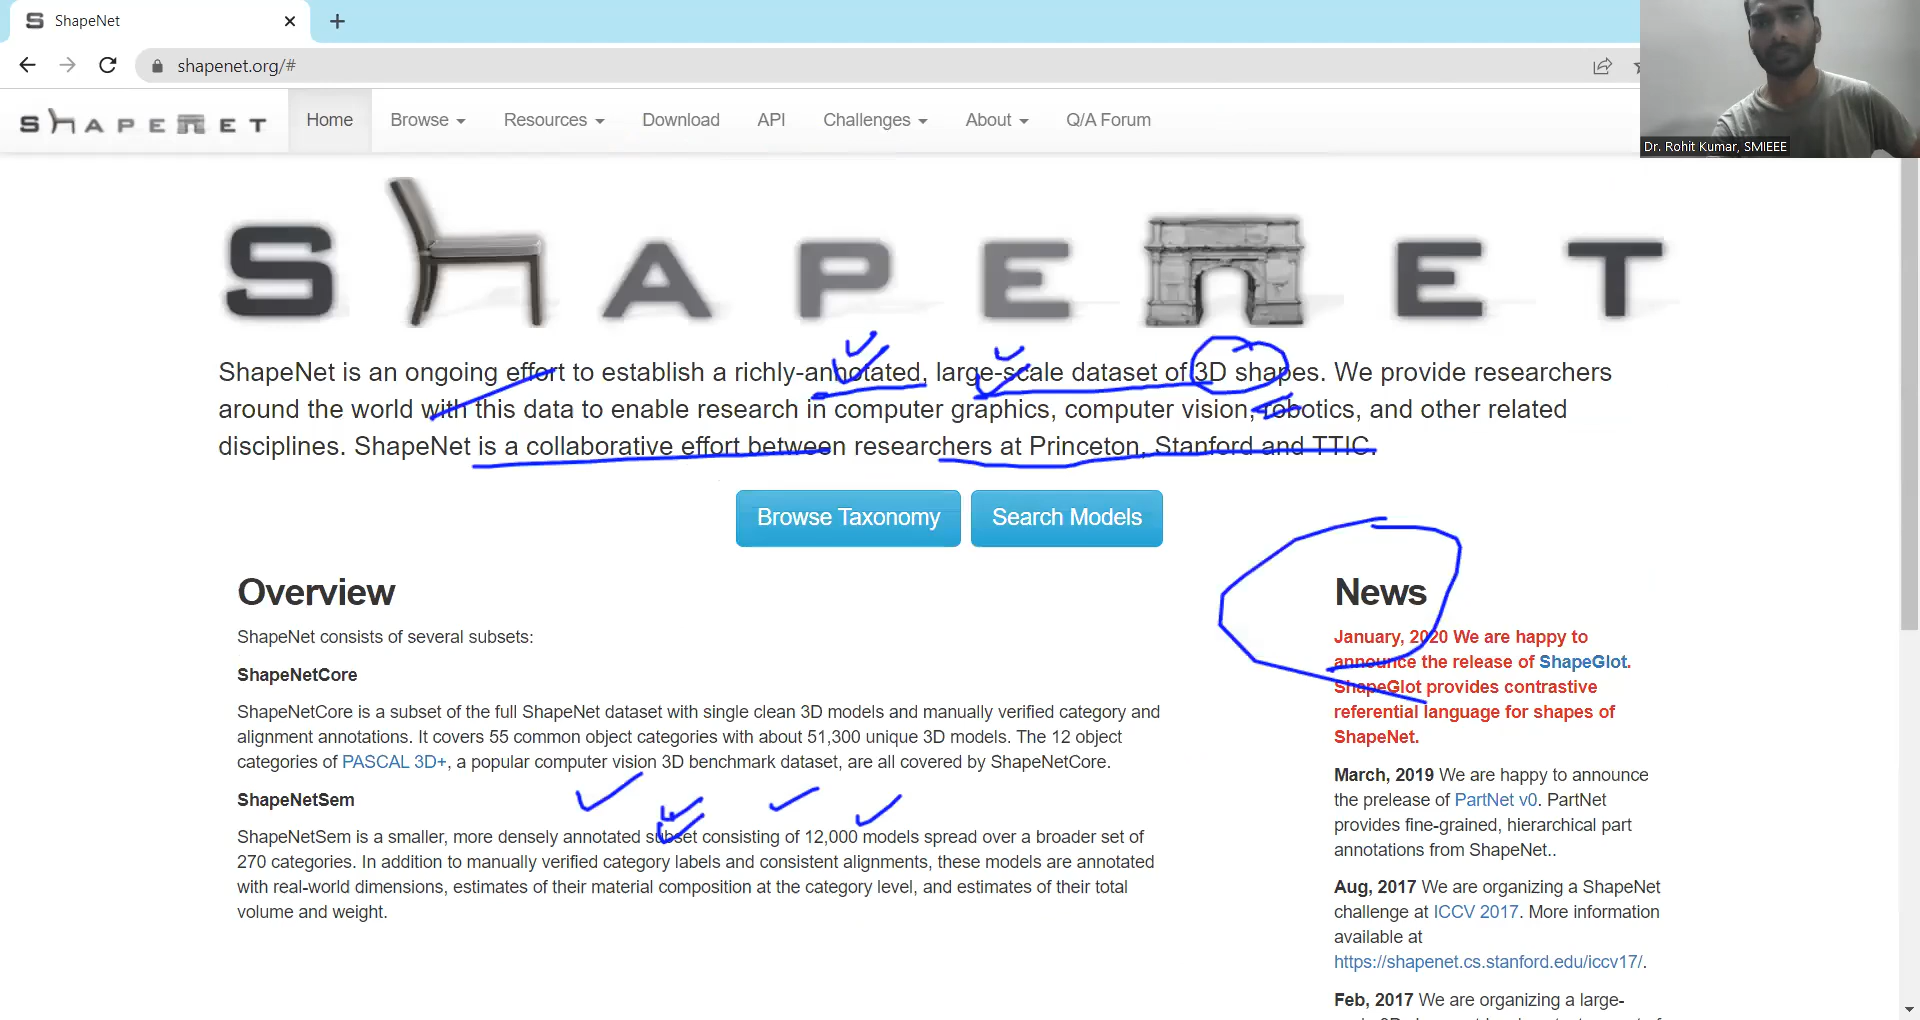 ShapeNet
shapenet.org/#
SHAPENET
Home
Browse
Resources
Download
API
Challenges
About
Q/A Forum
Dr. Rohit Kumar, SMIEEE
SHAPENET
ShapeNet is an ongoing effort to establish a richly-annotated, large-scale dataset of 3D shapes. We provide researchers
around the world with this data to enable research in computer graphics, computer vision, robotics, and other related
disciplines. ShapeNet is a collaborative effort between researchers at Princeton, Stanford and TTIC.
Browse Taxonomy
Search Models
Overview
ShapeNet consists of several subsets:
ShapeNetCore
ShapeNetCore is a subset of the full ShapeNet dataset with single clean 3D models and manually verified category and
alignment annotations. It covers 55 common object categories with about 51,300 unique 3D models. The 12 object
categories of PASCAL 3D+, a popular computer vision 3D benchmark dataset, are all covered by ShapeNetCore.
ShapeNetSem
ShapeNetSem is a smaller, more densely annotated subset consisting of 12,000 models spread over a broader set of
270 categories. In addition to manually verified category labels and consistent alignments, these models are annotated
with real-world dimensions, estimates of their material composition at the category level, and estimates of their total
volume and weight.
News
January, 2020 We are happy to
announce the release of ShapeGlot.
ShapeGlot provides contrastive
referential language for shapes of
ShapeNet.
March, 2019 We are happy to announce
the prelease of PartNet v0. PartNet
provides fine-grained, hierarchical part
annotations from ShapeNet..
Aug, 2017 We are organizing a ShapeNet
challenge at ICCV 2017. More information
available at
https://shapenet.cs.stanford.edu/iccv17/.
Feb, 2017 We are organizing a large-